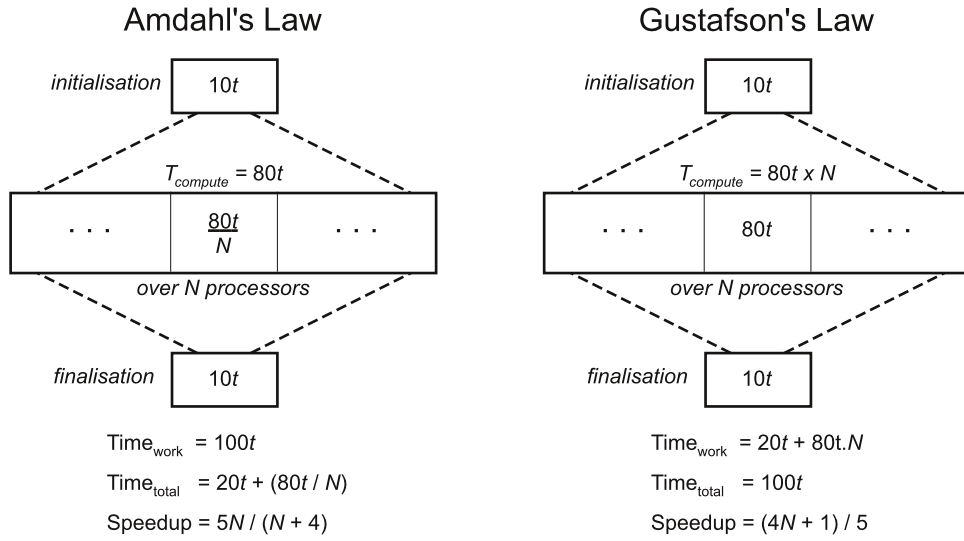 Amdahl's Law
initialisation
10t
T_compute = 80t
. . .
80t
N
. . .
over N processors
finalisation
10t
Time_work = 100t
Time_total = 20t + (80t / N)
Speedup = 5N / (N + 4)
Gustafson's Law
initialisation
10t
T_compute = 80t x N
. . .
80t
. . .
over N processors
finalisation
10t
Time_work = 20t + 80t.N
Time_total = 100t
Speedup = (4N + 1) / 5